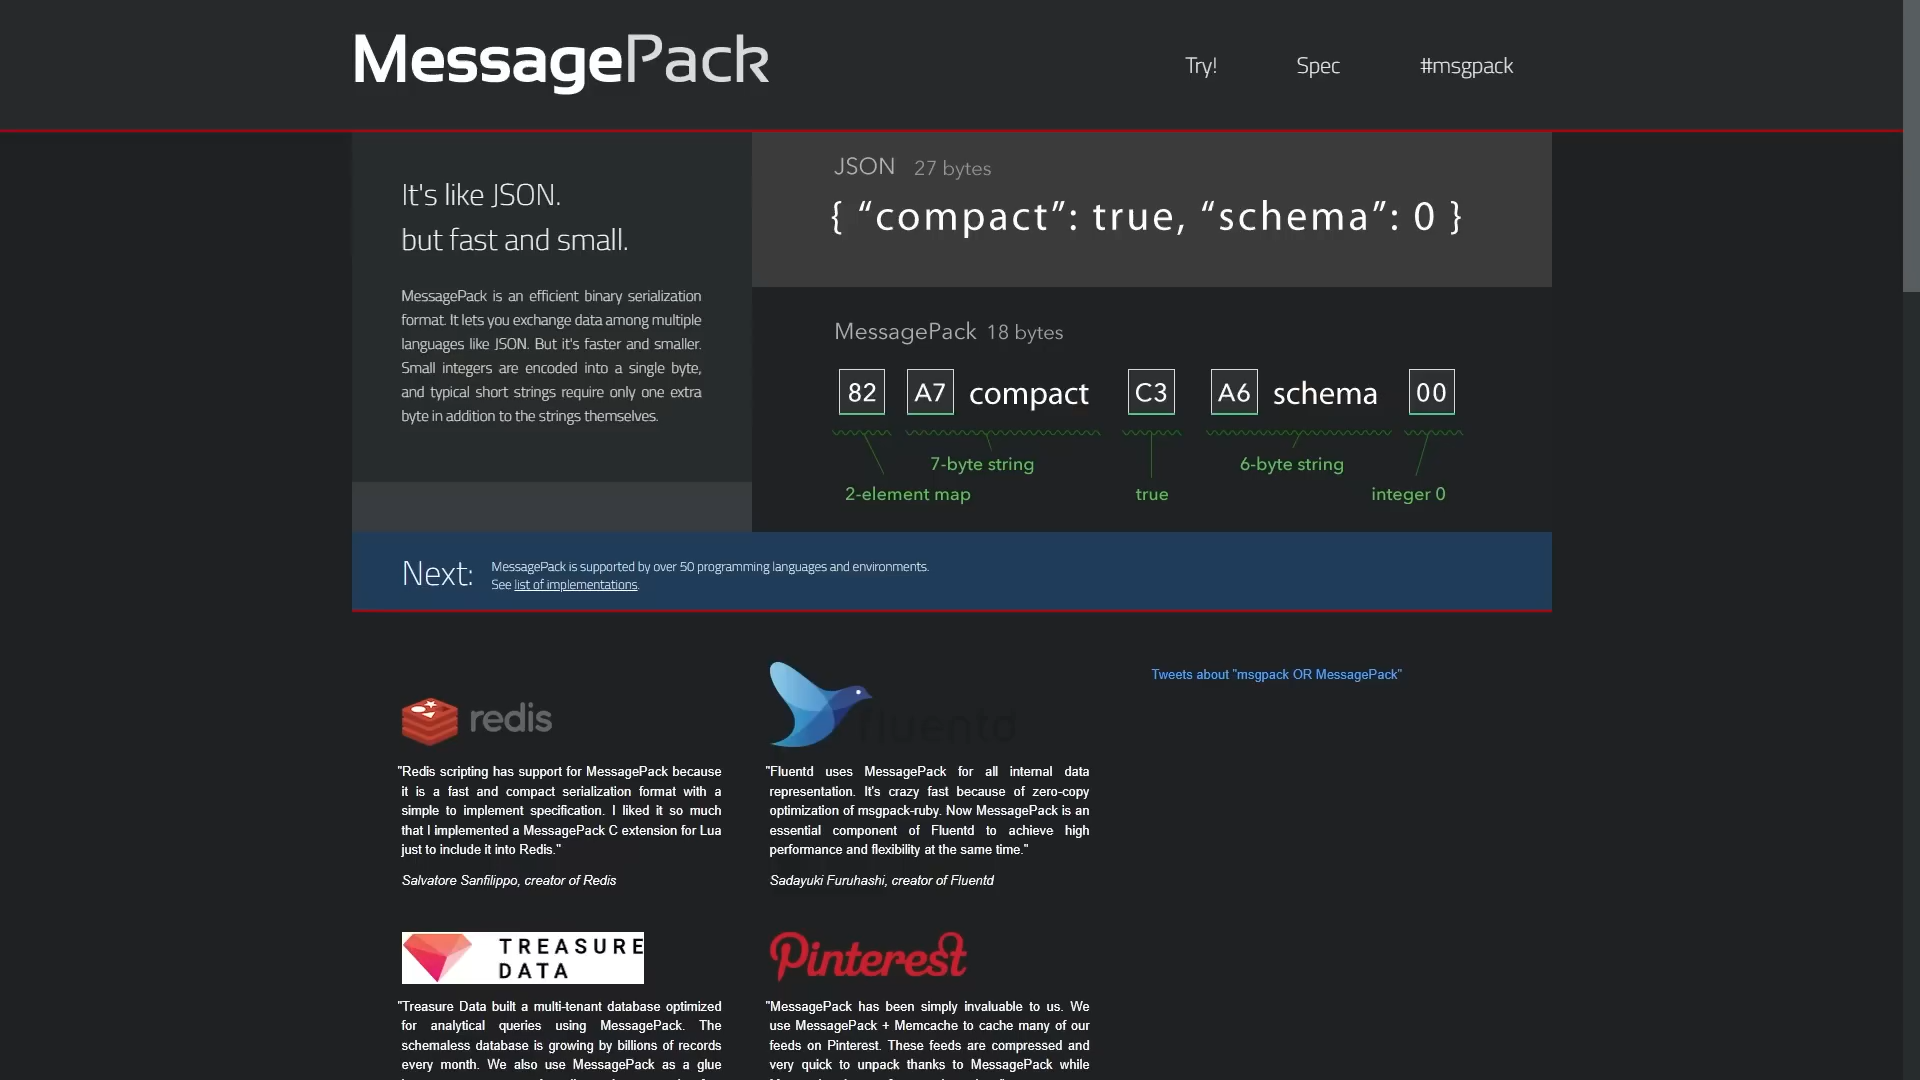 MessagePack
Try!
Spec
#msgpack
It's like JSON.
but fast and small.
MessagePack is an efficient binary serialization
format. It lets you exchange data among multiple
languages like JSON. But it's faster and smaller.
Small integers are encoded into a single byte,
and typical short strings require only one extra
byte in addition to the strings themselves.
JSON 27 bytes
{ “compact”: true, “schema”: 0 }
MessagePack 18 bytes
82 A7 compact C3 A6 schema 00
7-byte string 6-byte string
2-element map true integer 0
Next:
MessagePack is supported by over 50 programming languages and environments.
See list of implementations.
redis
"Redis scripting has support for MessagePack because
it is a fast and compact serialization format with a
simple to implement specification. I liked it so much
that I implemented a MessagePack C extension for Lua
just to include it into Redis."
Salvatore Sanfilippo, creator of Redis
fluentd
"Fluentd uses MessagePack for all internal data
representation. It's crazy fast because of zero-copy
optimization of msgpack-ruby. Now MessagePack is an
essential component of Fluentd to achieve high
performance and flexibility at the same time."
Sadayuki Furuhashi, creator of Fluentd
Tweets about "msgpack OR MessagePack"
TREASURE
DATA
"Treasure Data built a multi-tenant database optimized
for analytical queries using MessagePack. The
schemaless database is growing by billions of records
every month. We also use MessagePack as a glue
Pinterest
"MessagePack has been simply invaluable to us. We
use MessagePack + Memcache to cache many of our
feeds on Pinterest. These feeds are compressed and
very quick to unpack thanks to MessagePack while